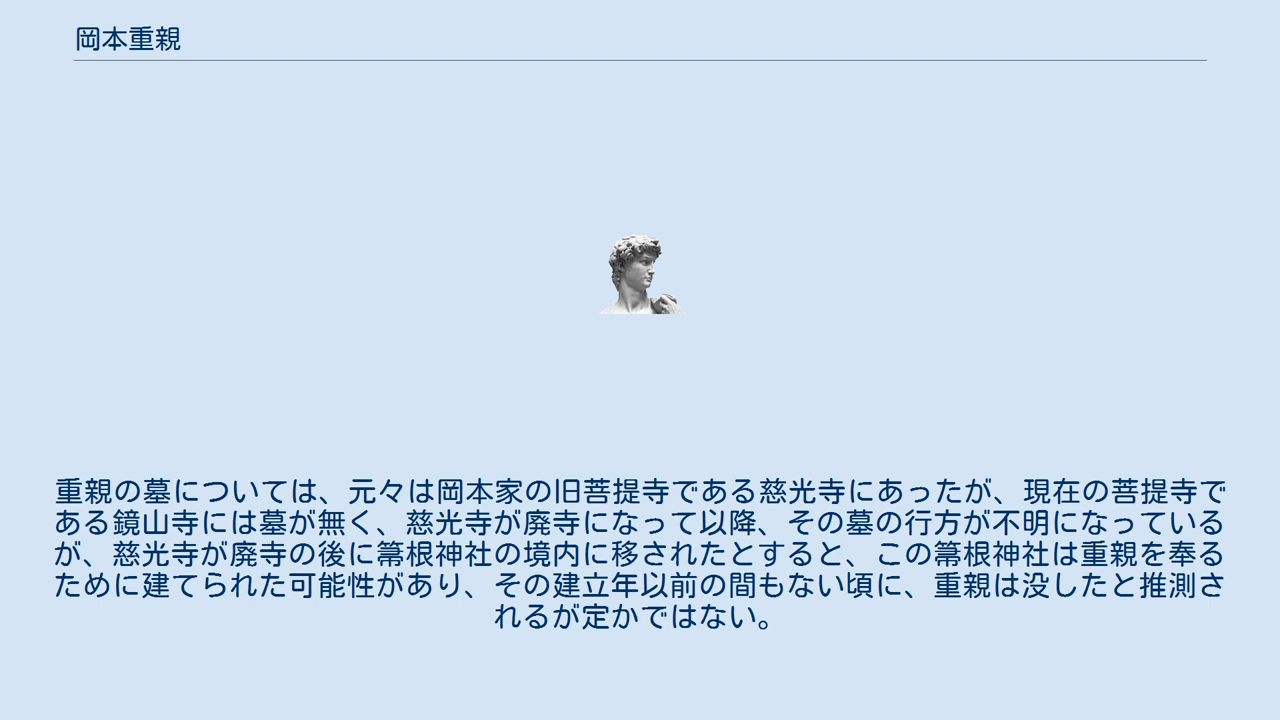 岡本重親
重親の墓については、元々は岡本家の旧菩提寺である慈光寺にあったが、現在の菩提寺で
ある鏡山寺には墓が無く、慈光寺が廃寺になって以降、その墓の行方が不明になっている
が、慈光寺が廃寺の後に箒根神社の境内に移されたとすると、この箒根神社は重親を奉る
ために建てられた可能性があり、その建立年以前の間もない頃に、重親は没したと推測さ
れるが定かではない。